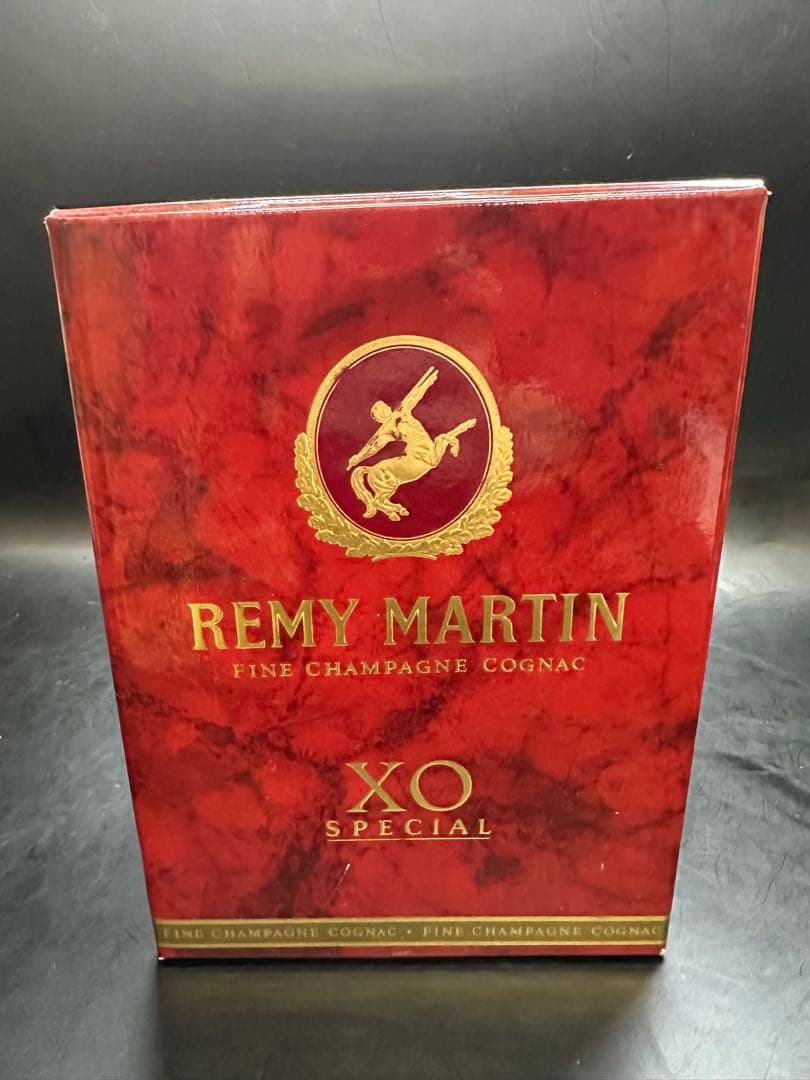 REMY MARTIN
FINE CHAMPAGNE COGNAC
XO
SPECIAL
FINE CHAMPAGNE COGNAC • FINE CHAMPAGNE COGNAC